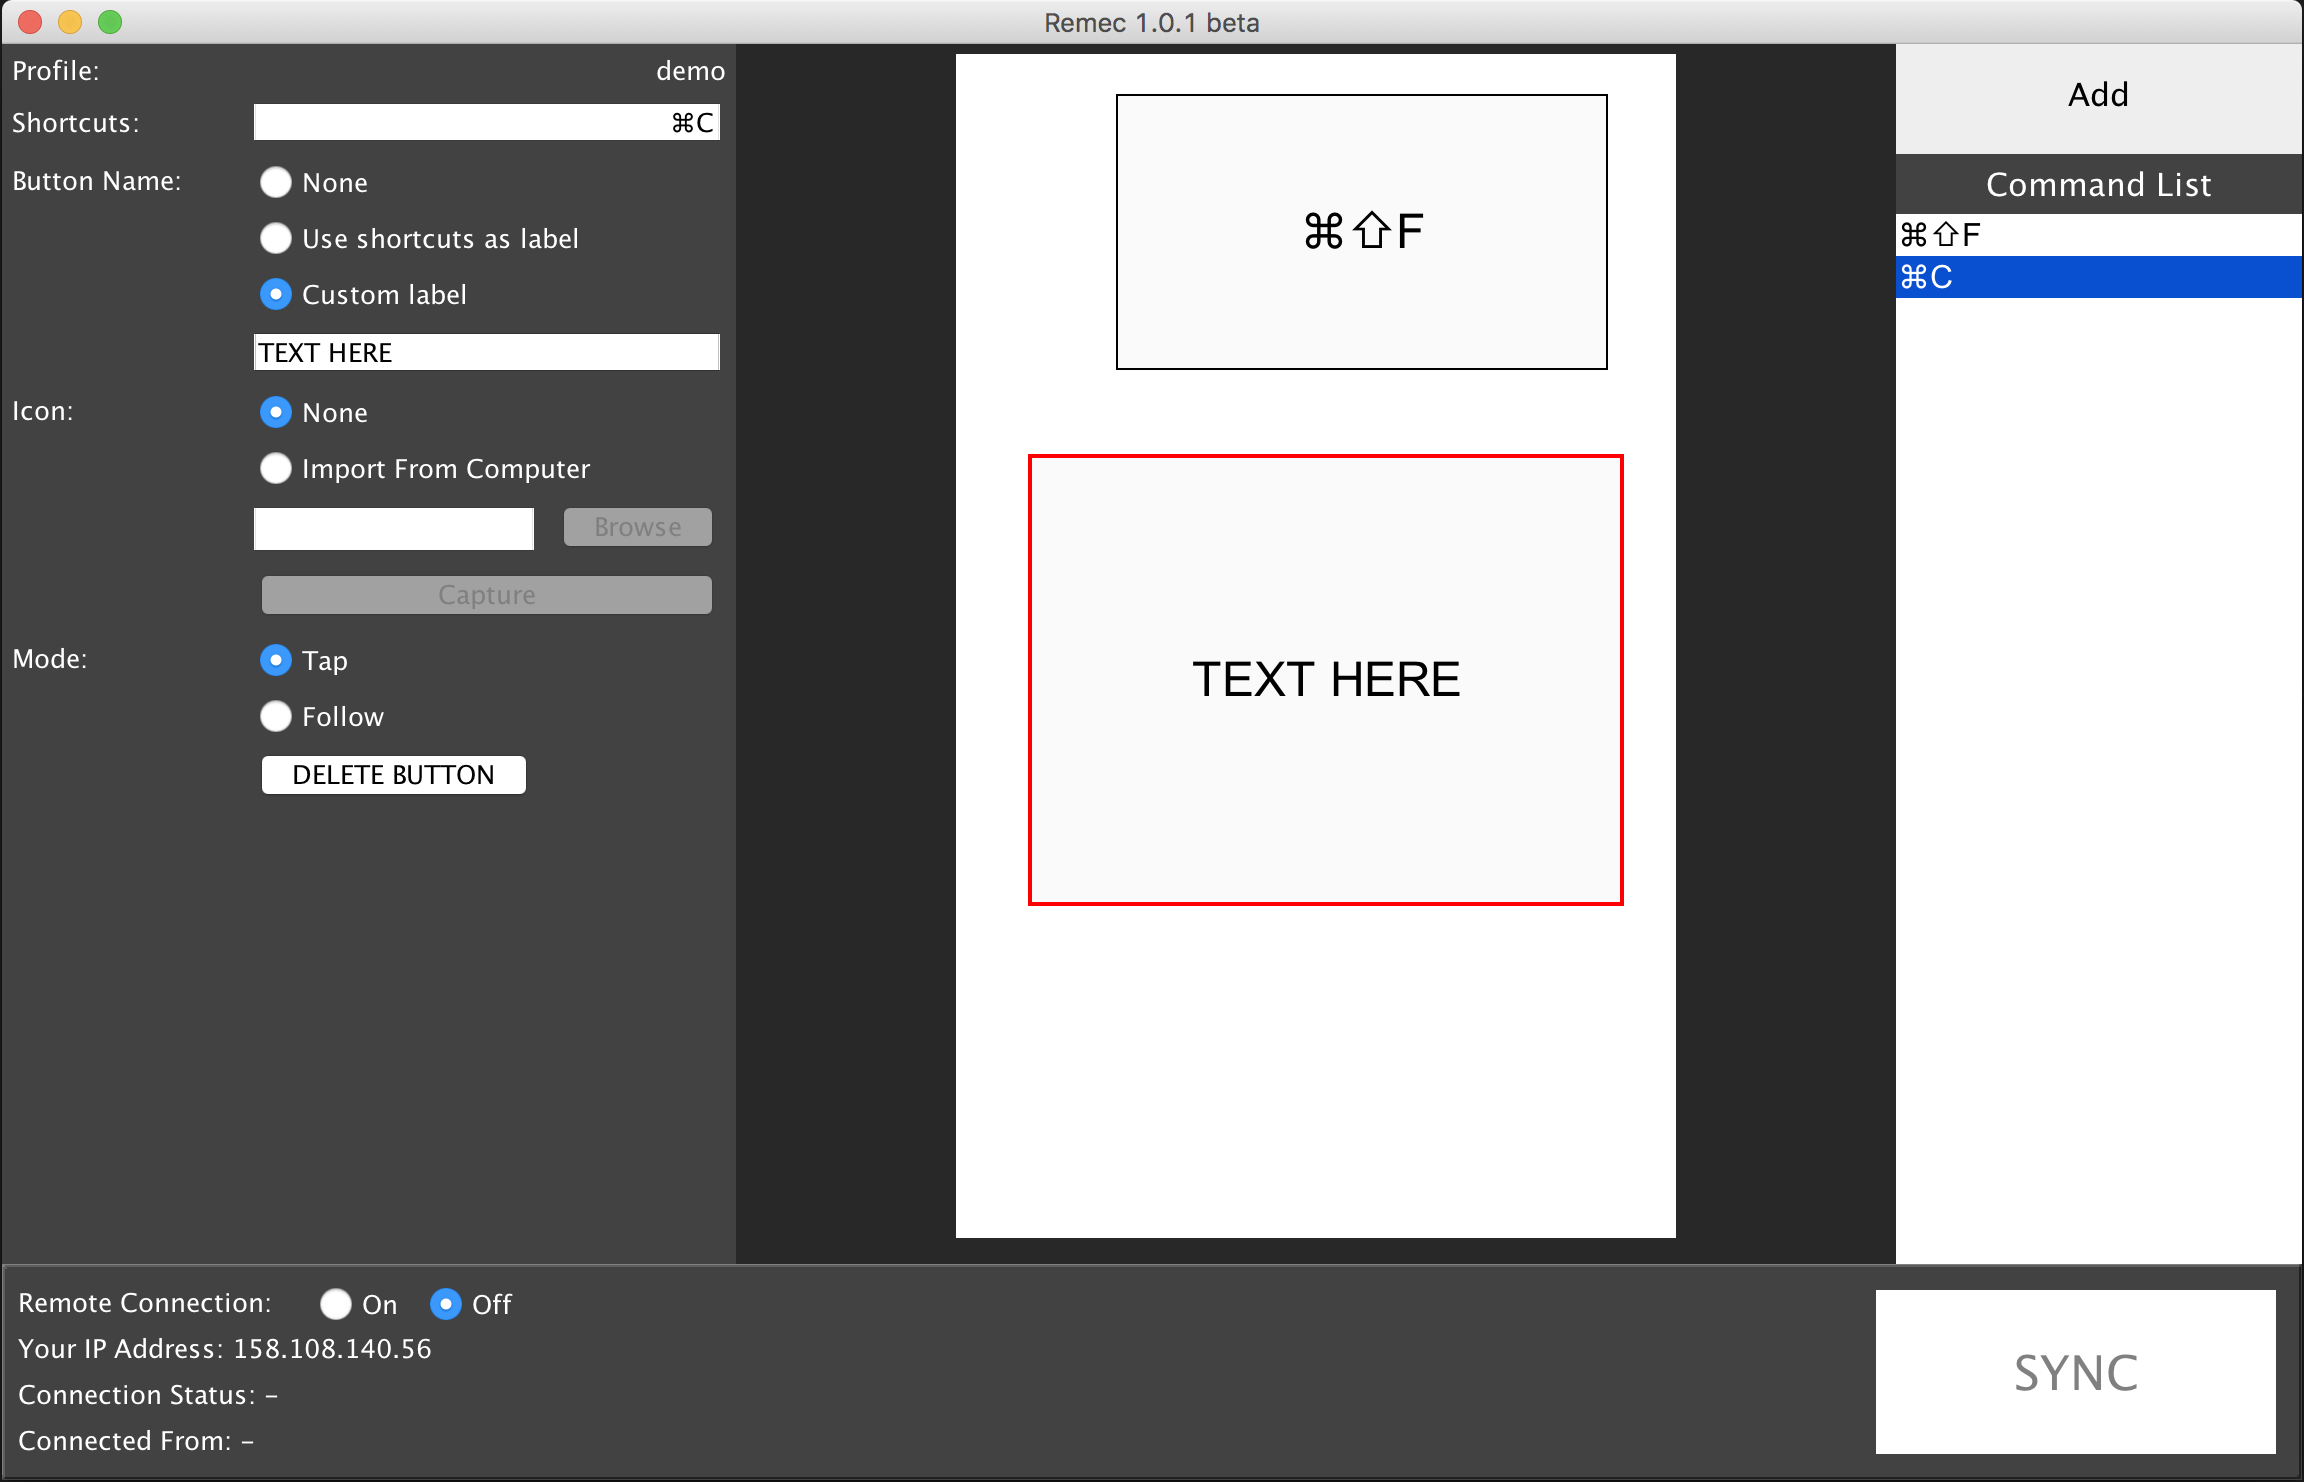 Remec 1.0.1 beta
Profile: demo
Shortcuts: ⌘C
Button Name: None
Use shortcuts as label
Custom label
TEXT HERE
Icon: None
Import From Computer
Browse
Capture
Mode: Tap
Follow
DELETE BUTTON
⌘⇧F
TEXT HERE
Add
Command List
⌘⇧F
⌘C
Remote Connection: On Off
Your IP Address: 158.108.140.56
Connection Status: –
Connected From: –
SYNC